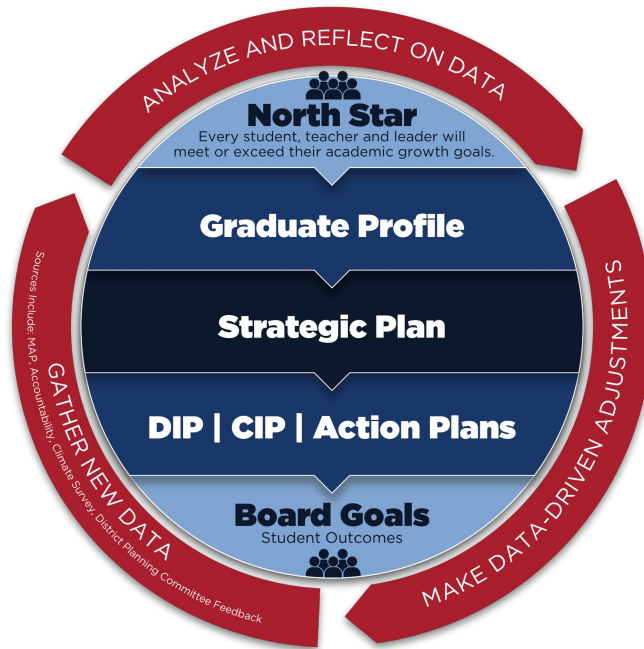 ANALYZE AND REFLECT ON DATA
North Star
Every student, teacher and leader will
meet or exceed their academic growth goals.
Graduate Profile
Strategic Plan
DIP | CIP | Action Plans
Board Goals
Student Outcomes
MAKE DATA-DRIVEN ADJUSTMENTS
GATHER NEW DATA
Sources Include: MAP, Accountability, Climate Survey, District Planning Committee Feedback